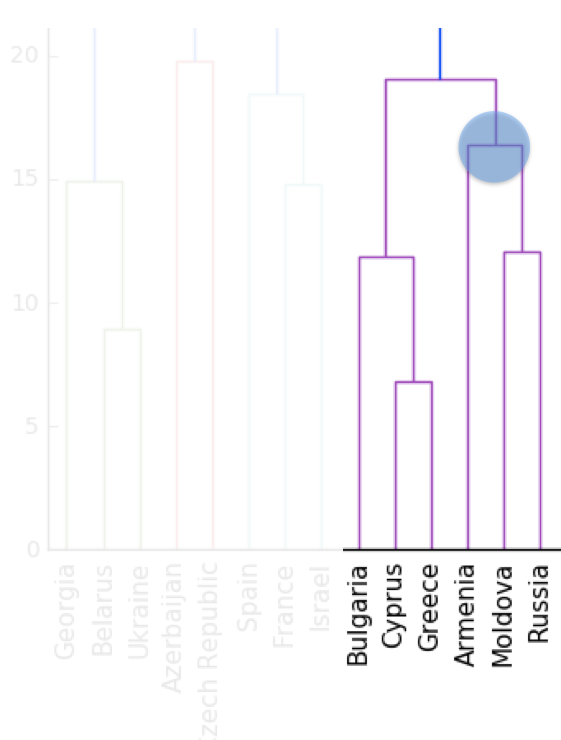 20
15
10
5
0
Georgia
Belarus
Ukraine
Azerbaijan
zech Republic
Spain
France
Israel
Bulgaria
Cyprus
Greece
Armenia
Moldova
Russia